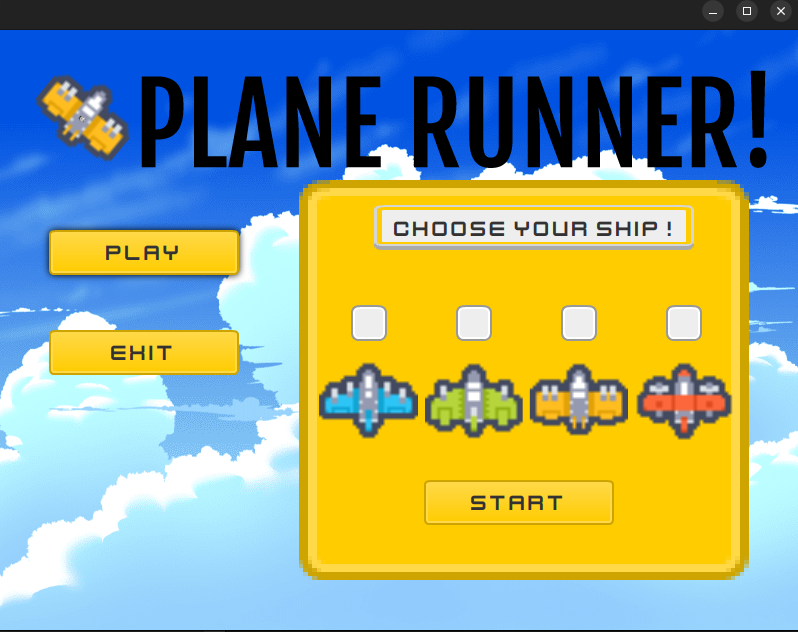 PLANE RUNNER!
PLAY
EXIT
CHOOSE YOUR SHIP !
START